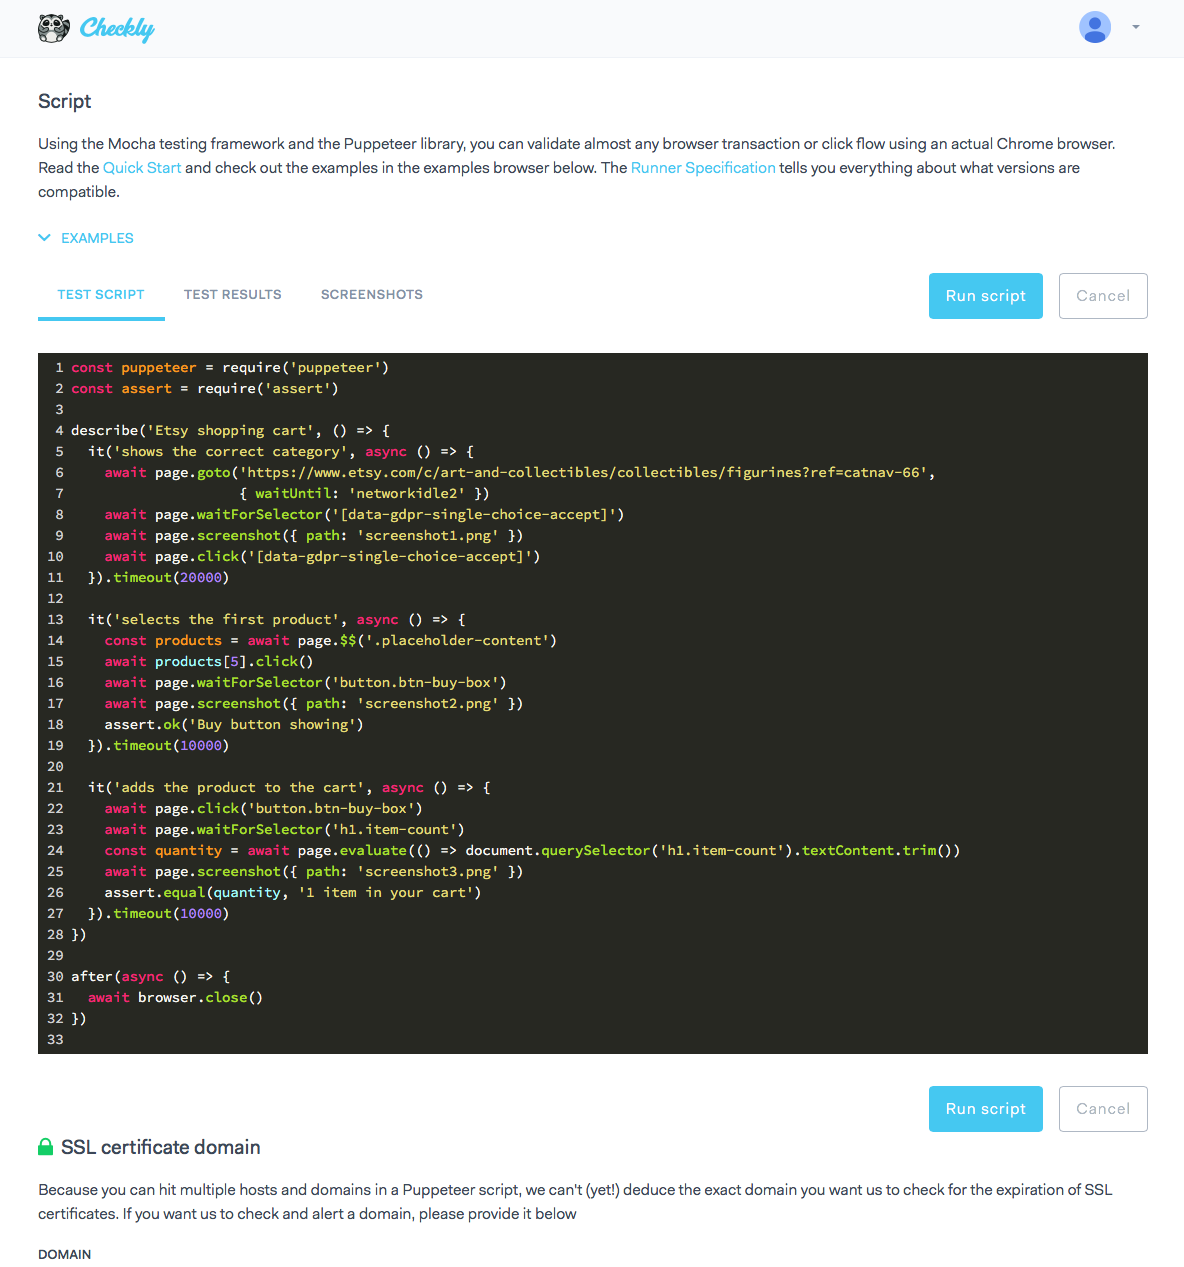 Checkly
Script
Using the Mocha testing framework and the Puppeteer library, you can validate almost any browser transaction or click flow using an actual Chrome browser.
Read the Quick Start and check out the examples in the examples browser below. The Runner Specification tells you everything about what versions are
compatible.
EXAMPLES
TEST SCRIPT TEST RESULTS SCREENSHOTS Run script Cancel
1 const puppeteer = require('puppeteer')
2 const assert = require('assert')
3
4 describe('Etsy shopping cart', () => {
5   it('shows the correct category', async () => {
6     await page.goto('https://www.etsy.com/c/art-and-collectibles/collectibles/figurines?ref=catnav-66',
7                     { waitUntil: 'networkidle2' })
8     await page.waitForSelector('[data-gdpr-single-choice-accept]')
9     await page.screenshot({ path: 'screenshot1.png' })
10     await page.click('[data-gdpr-single-choice-accept]')
11   }).timeout(20000)
12
13   it('selects the first product', async () => {
14     const products = await page.$$('.placeholder-content')
15     await products[5].click()
16     await page.waitForSelector('button.btn-buy-box')
17     await page.screenshot({ path: 'screenshot2.png' })
18     assert.ok('Buy button showing')
19   }).timeout(10000)
20
21   it('adds the product to the cart', async () => {
22     await page.click('button.btn-buy-box')
23     await page.waitForSelector('h1.item-count')
24     const quantity = await page.evaluate(() => document.querySelector('h1.item-count').textContent.trim())
25     await page.screenshot({ path: 'screenshot3.png' })
26     assert.equal(quantity, '1 item in your cart')
27   }).timeout(10000)
28 })
29
30 after(async () => {
31   await browser.close()
32 })
33
Run script Cancel
SSL certificate domain
Because you can hit multiple hosts and domains in a Puppeteer script, we can't (yet!) deduce the exact domain you want us to check for the expiration of SSL
certificates. If you want us to check and alert a domain, please provide it below
DOMAIN